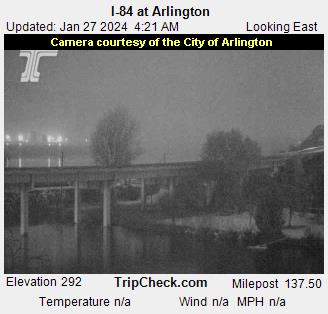 I-84 at Arlington
Updated: Jan 27 2024 4:21 AM Looking East
Camera courtesy of the City of Arlington
Elevation 292 TripCheck.com Milepost 137.50
Temperature n/a Wind n/a MPH n/a